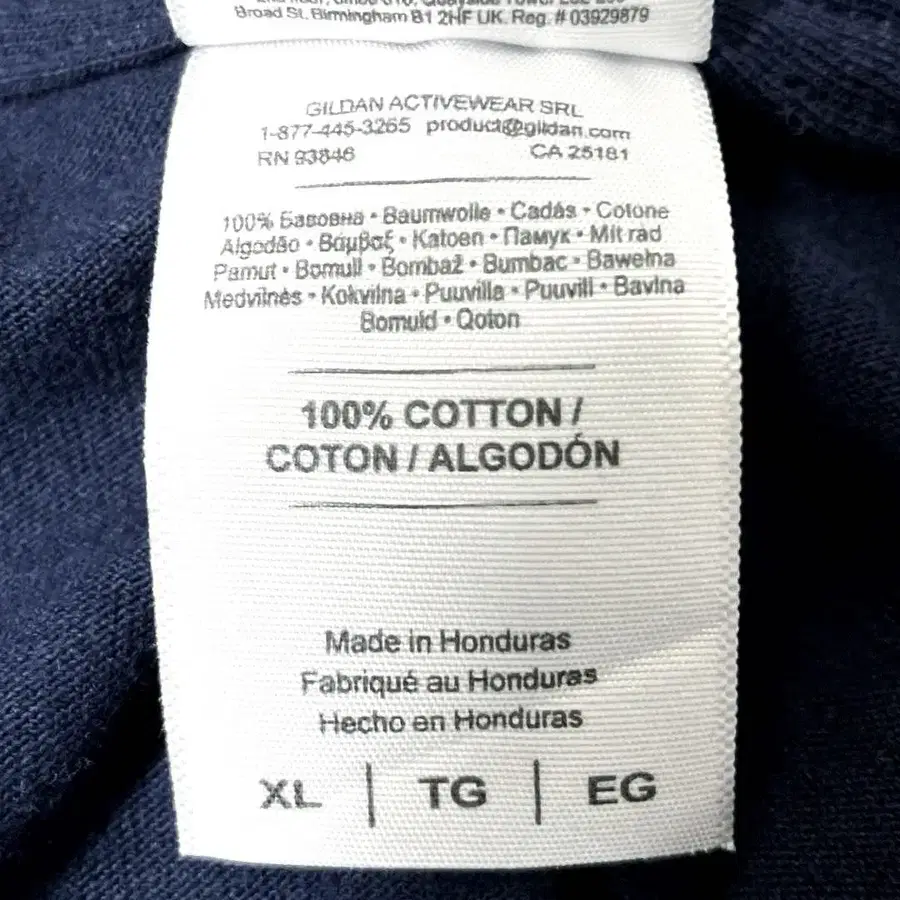 Broad St. Birmingham B1 2HF UK. Reg. # 03929879
GILDAN ACTIVEWEAR SRL
1-877-445-3265 product@gildan.com
RN 93846 CA 25181
100% Бавовна • Baumwolle • Cadás • Cotone
Algodão • Βάμβαξ • Katoen • Памук • Mit rad
Pamut • Bomull • Bombaž • Bumbac • Bawełna
Medvilnės • Kokvilna • Puuvilla • Puuvill • Bavlna
Bomuld • Qoton
100% COTTON /
COTON / ALGODÓN
Made in Honduras
Fabriqué au Honduras
Hecho en Honduras
XL | TG | EG